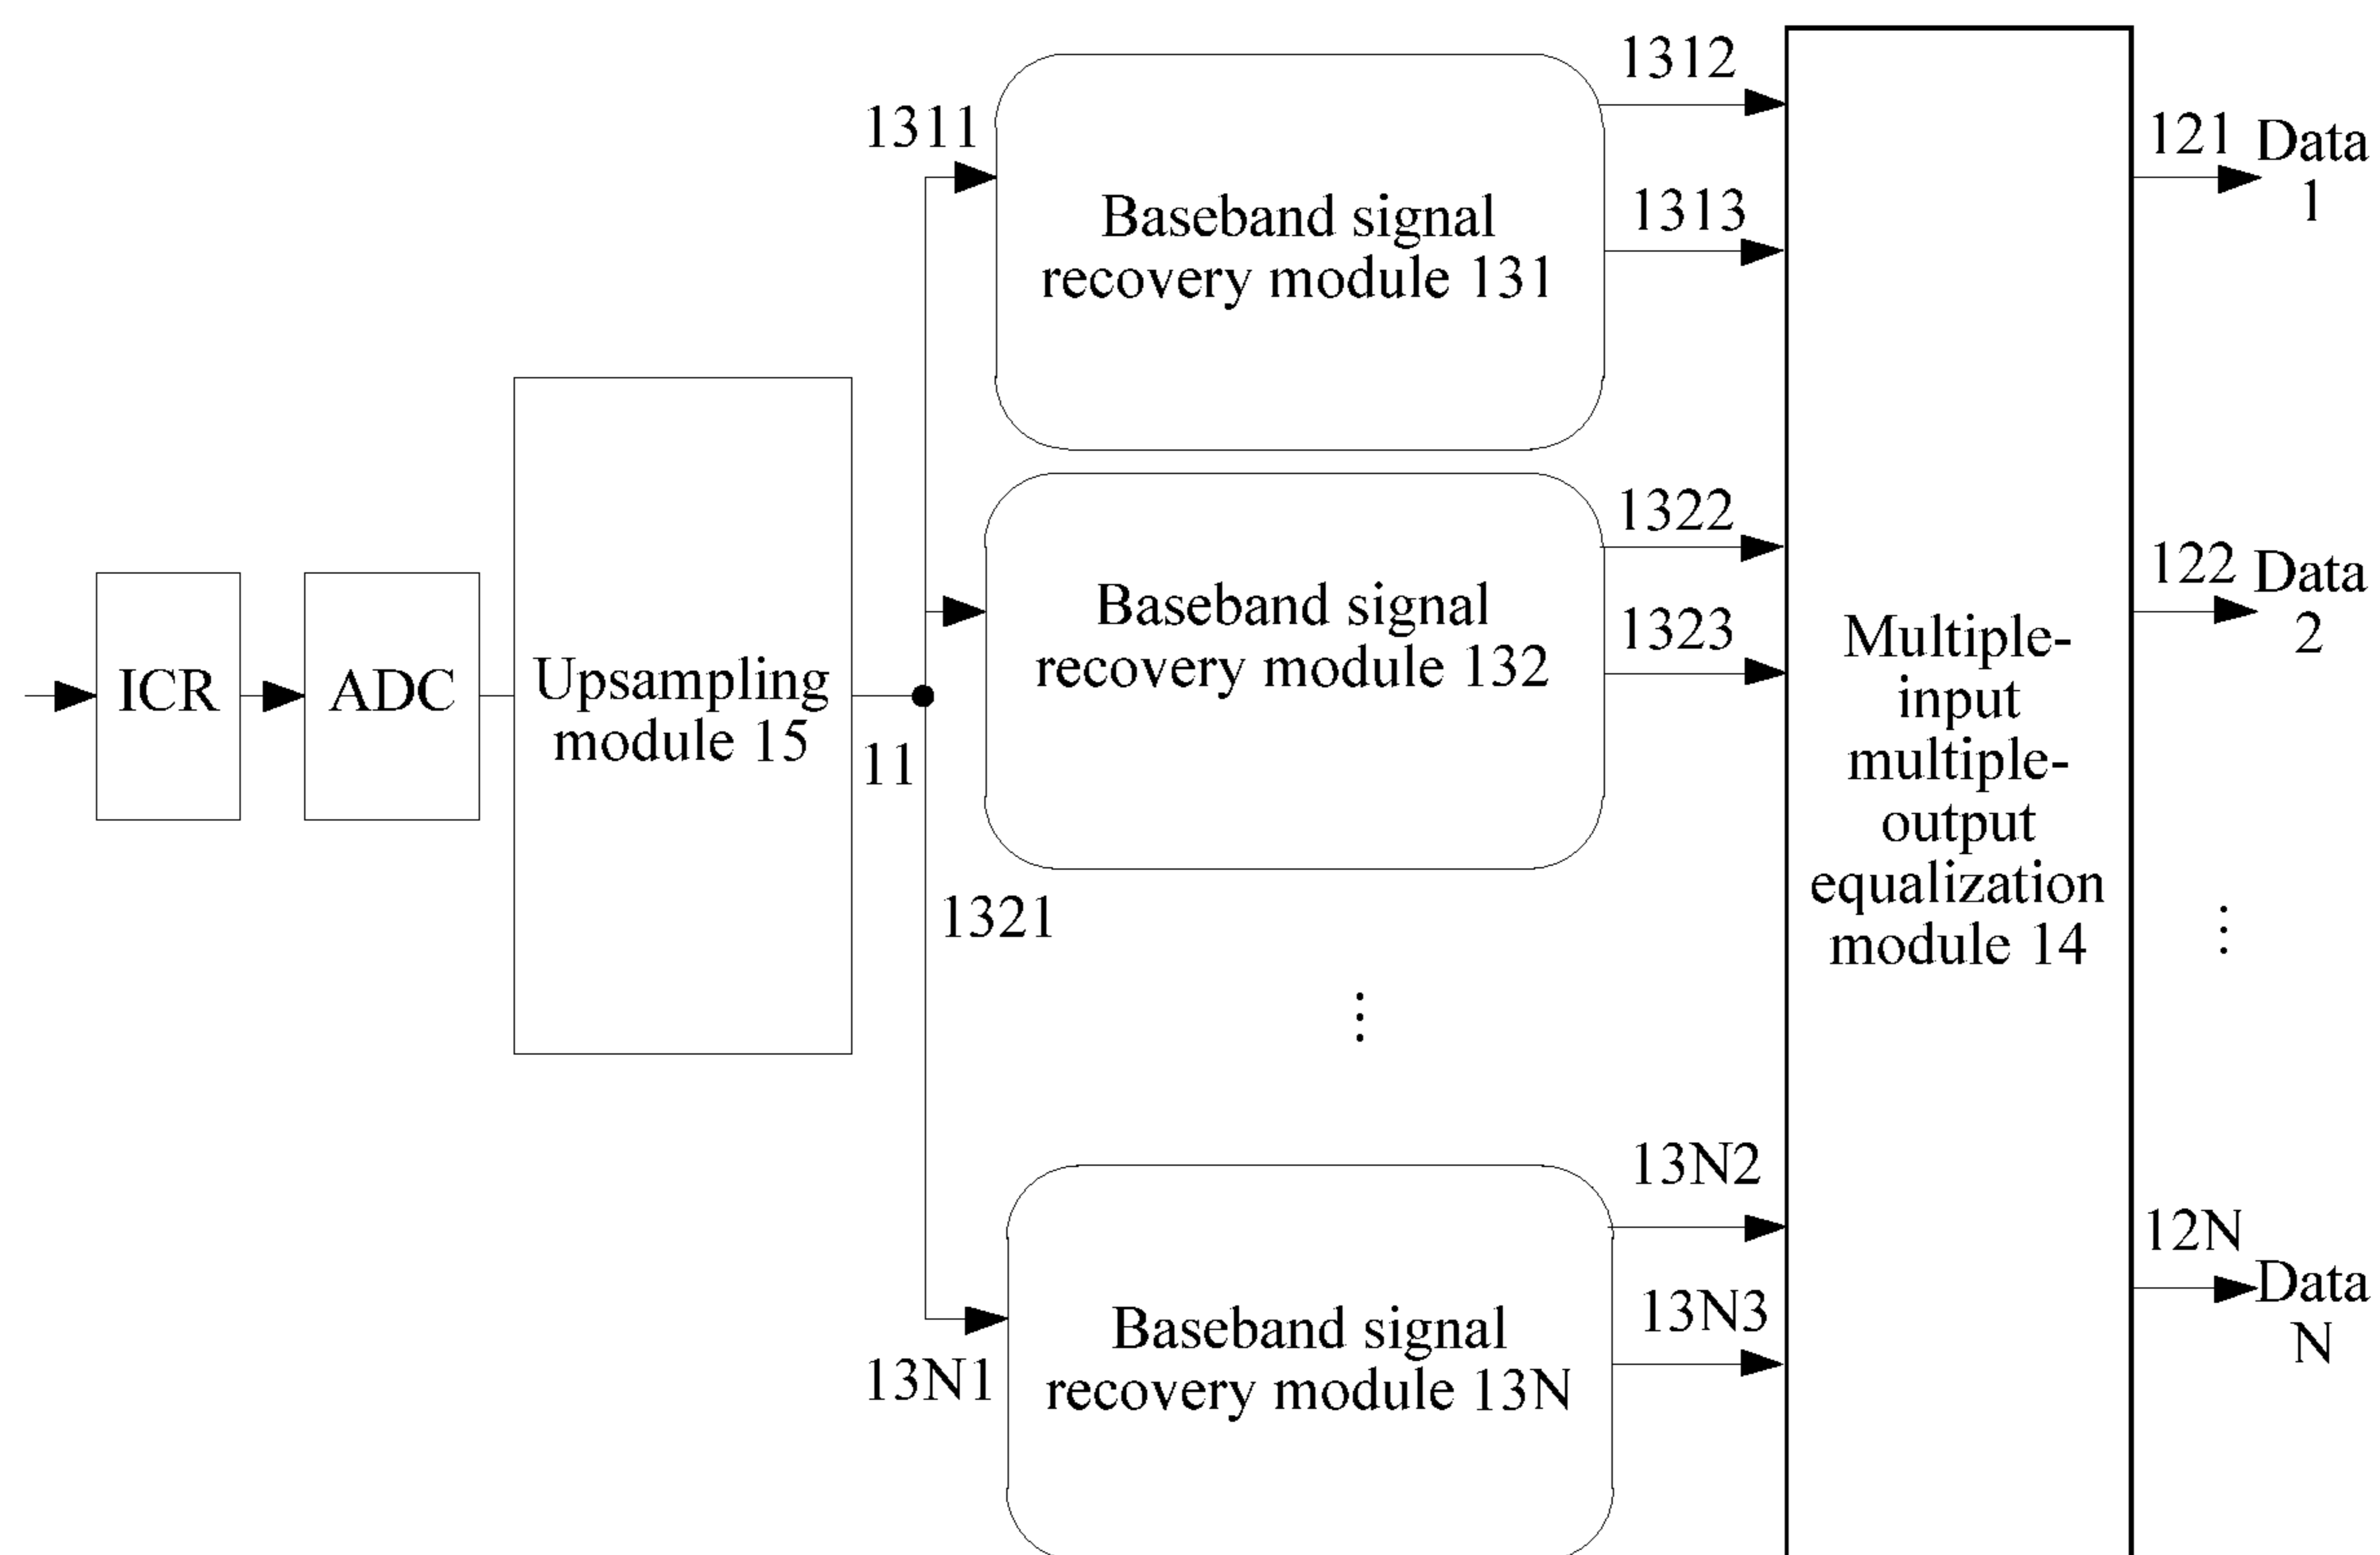 ICR
ADC
Upsampling
module 15
11
1311
1321
13N1
Baseband signal
recovery module 131
Baseband signal
recovery module 132
Baseband signal
recovery module 13N
1312
1313
1322
1323
13N2
13N3
Multiple-
input
multiple-
output
equalization
module 14
121
Data
1
122
Data
2
12N
Data
N